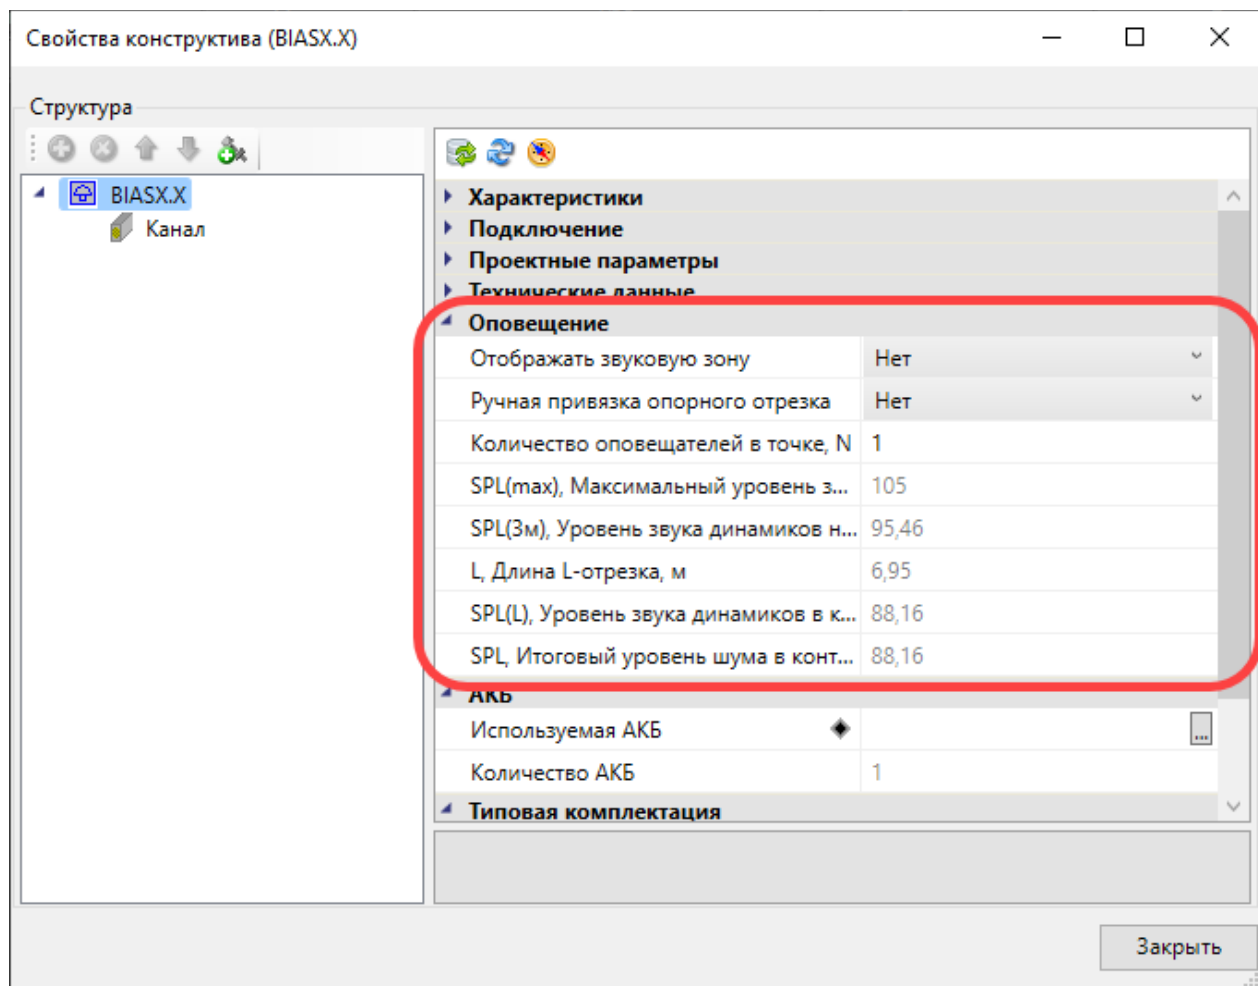 Свойства конструктива (BIASX.X)
Структура
BIASX.X
Канал
Характеристики
Подключение
Проектные параметры
Технические данные
Оповещение
Отображать звуковую зону Нет
Ручная привязка опорного отрезка Нет
Количество оповещателей в точке, N 1
SPL(max), Максимальный уровень з... 105
SPL(3м), Уровень звука динамиков н... 95,46
L, Длина L-отрезка, м 6,95
SPL(L), Уровень звука динамиков в к... 88,16
SPL, Итоговый уровень шума в конт... 88,16
АКБ
Используемая АКБ ...
Количество АКБ 1
Типовая комплектация
Закрыть